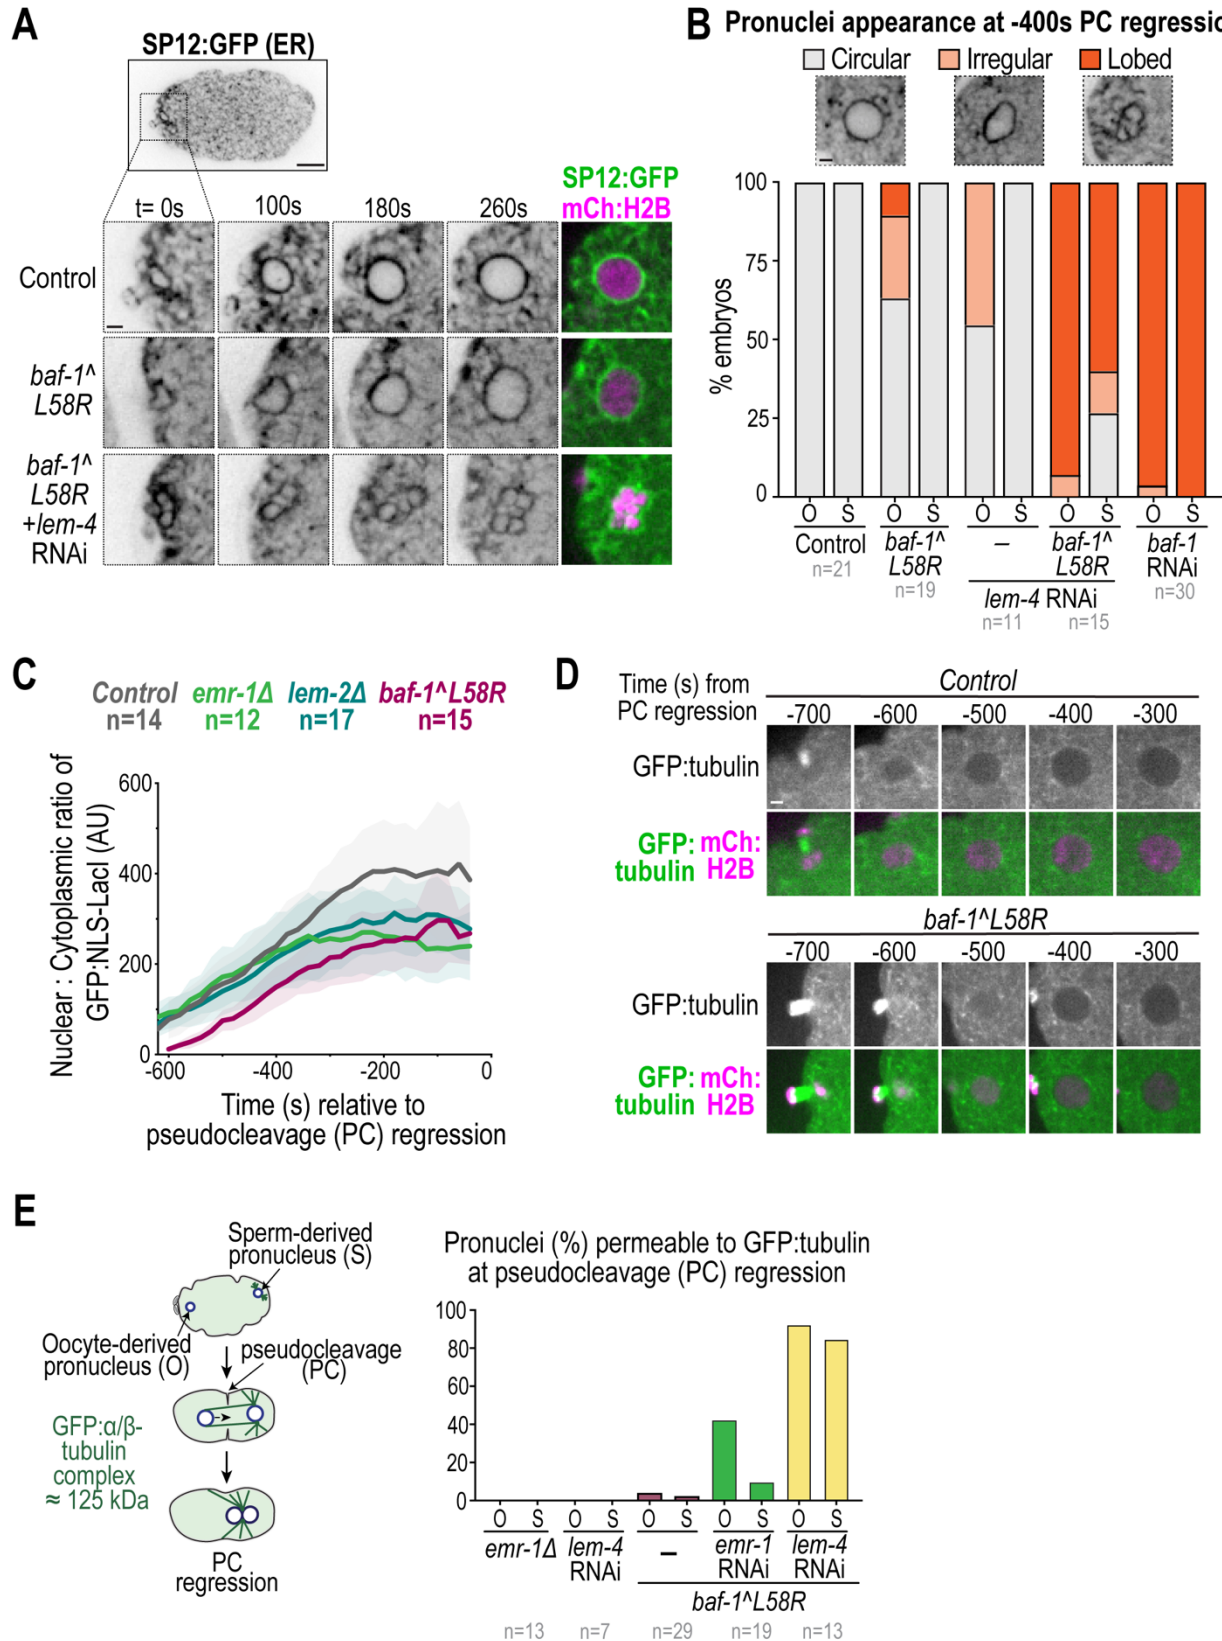 A
SP12:GFP (ER)
t= 0s
100s
180s
260s
SP12:GFP
mCh:H2B
Control
baf-1^
L58R
baf-1^
L58R
+lem-4
RNAi
B
Pronuclei appearance at -400s PC regressio
Circular
Irregular
Lobed
% embryos
100
75
50
25
0
O
S
O
S
O
S
O
S
O
S
Control
n=21
baf-1^
L58R
n=19
–
baf-1^
L58R
lem-4 RNAi
n=11
n=15
baf-1
RNAi
n=30
C
Control
n=14
emr-1Δ
n=12
lem-2Δ
n=17
baf-1^L58R
n=15
Nuclear : Cytoplasmic ratio of
GFP:NLS-LacI (AU)
600
400
200
0
-600
-400
-200
0
Time (s) relative to
pseudocleavage (PC) regression
D
Time (s) from
PC regression
Control
-700
-600
-500
-400
-300
GFP:tubulin
GFP: mCh:
tubulin H2B
baf-1^L58R
-700
-600
-500
-400
-300
GFP:tubulin
GFP: mCh:
tubulin H2B
E
Sperm-derived
pronucleus (S)
Oocyte-derived
pronucleus (O)
pseudocleavage
(PC)
GFP:α/β-
tubulin
complex
≈ 125 kDa
PC
regression
Pronuclei (%) permeable to GFP:tubulin
at pseudocleavage (PC) regression
100
80
60
40
20
0
O
S
O
S
O
S
O
S
O
S
emr-1Δ
lem-4
RNAi
–
emr-1
RNAi
lem-4
RNAi
baf-1^L58R
n=13
n=7
n=29
n=19
n=13